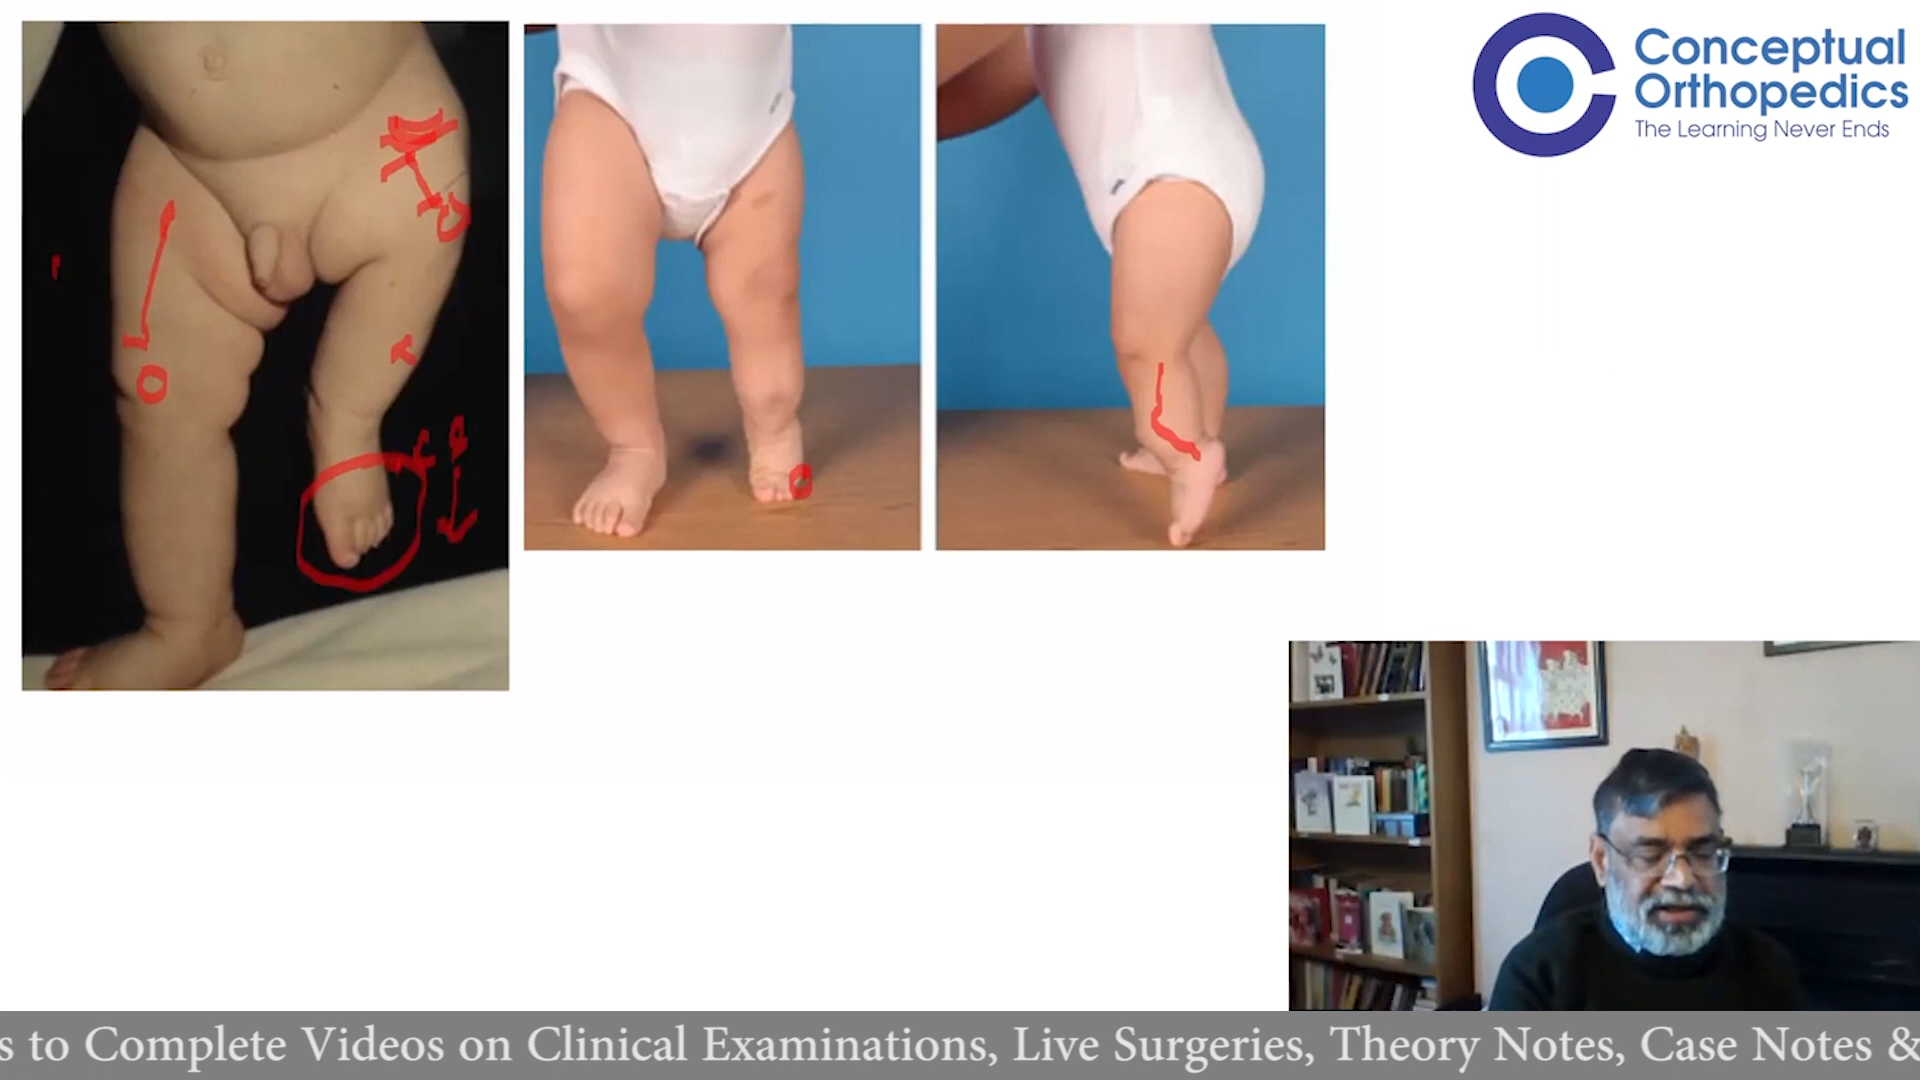 Conceptual
Orthopedics
The Learning Never Ends
s to Complete Videos on Clinical Examinations, Live Surgeries, Theory Notes, Case Notes &